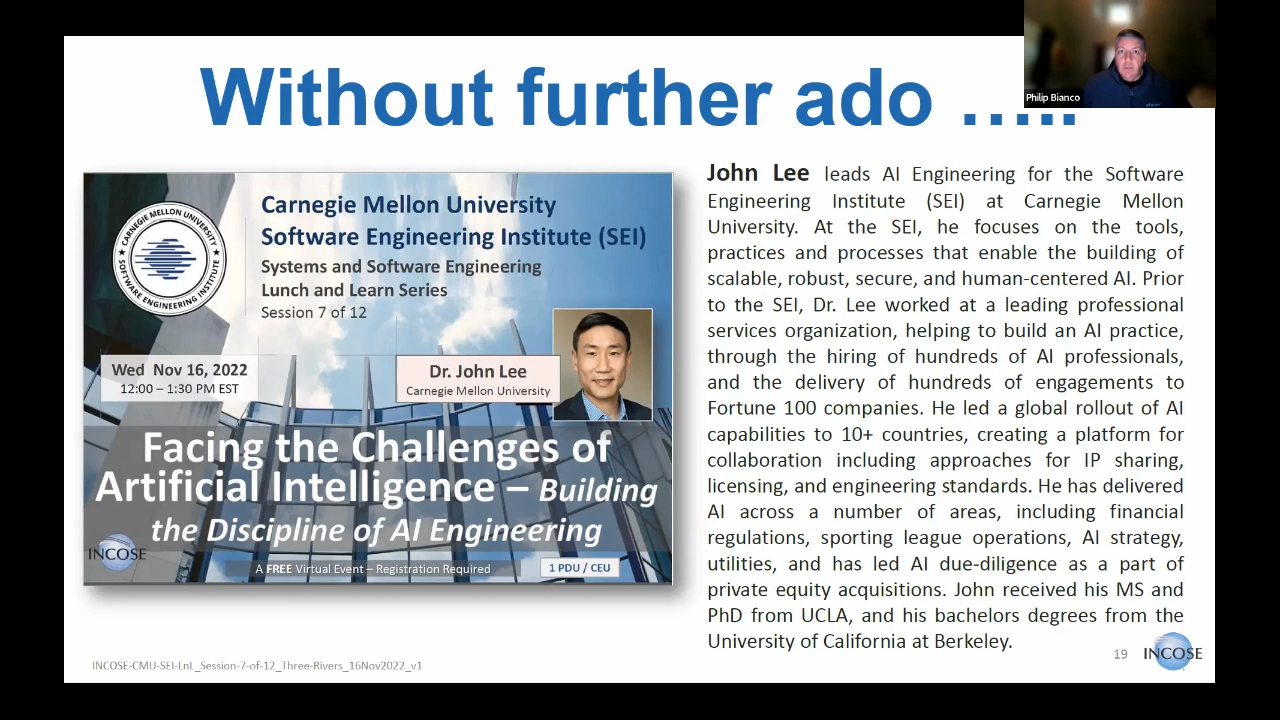 Without further ado .....
Philip Bianco
CARNEGIE MELLON UNIVERSITY
SOFTWARE ENGINEERING INSTITUTE
Carnegie Mellon University
Software Engineering Institute (SEI)
Systems and Software Engineering
Lunch and Learn Series
Session 7 of 12
Wed Nov 16, 2022
12:00 – 1:30 PM EST
Dr. John Lee
Carnegie Mellon University
Facing the Challenges of
Artificial Intelligence – Building
the Discipline of AI Engineering
INCOSE
A FREE Virtual Event – Registration Required
1 PDU / CEU
John Lee leads AI Engineering for the Software
Engineering Institute (SEI) at Carnegie Mellon
University. At the SEI, he focuses on the tools,
practices and processes that enable the building of
scalable, robust, secure, and human-centered AI. Prior
to the SEI, Dr. Lee worked at a leading professional
services organization, helping to build an AI practice,
through the hiring of hundreds of AI professionals,
and the delivery of hundreds of engagements to
Fortune 100 companies. He led a global rollout of AI
capabilities to 10+ countries, creating a platform for
collaboration including approaches for IP sharing,
licensing, and engineering standards. He has delivered
AI across a number of areas, including financial
regulations, sporting league operations, AI strategy,
utilities, and has led AI due-diligence as a part of
private equity acquisitions. John received his MS and
PhD from UCLA, and his bachelors degrees from the
University of California at Berkeley.
INCOSE-CMU-SEI-LnL_Session-7-of-12_Three-Rivers_16Nov2022_v1
19
INCOSE